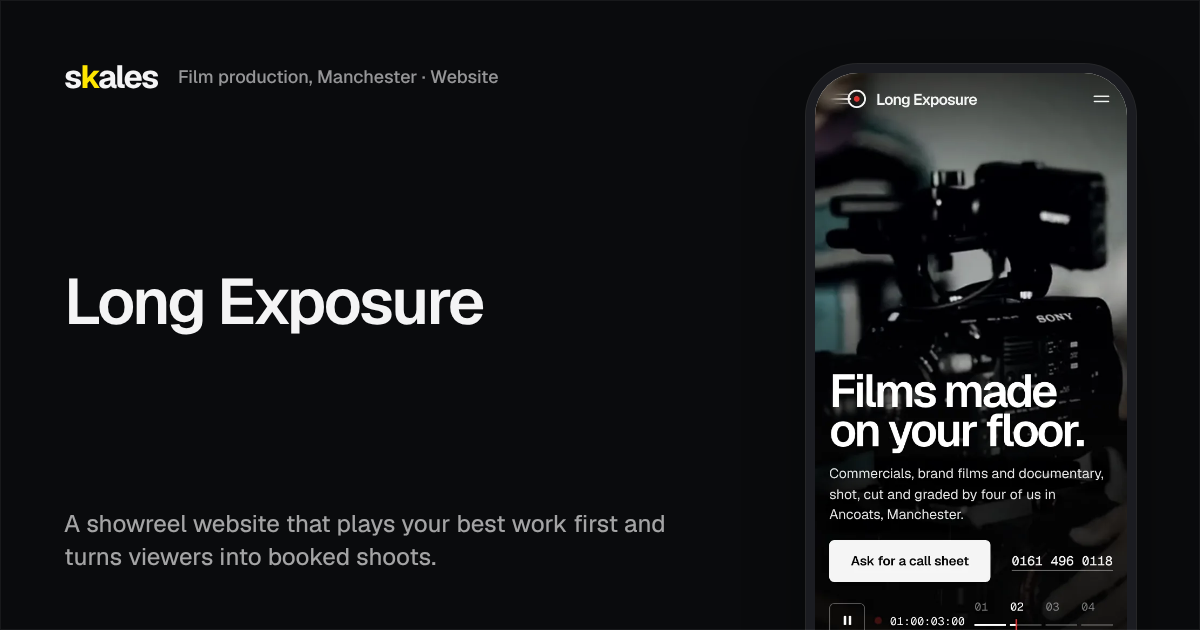 skales
Film production, Manchester · Website
Long Exposure
A showreel website that plays your best work first and
turns viewers into booked shoots.
Long Exposure
SONY
SONY
Films made
on your floor.
Commercials, brand films and documentary,
shot, cut and graded by four of us in
Ancoats, Manchester.
Ask for a call sheet
0161 496 0118
01:00:03:00
01
02
03
04